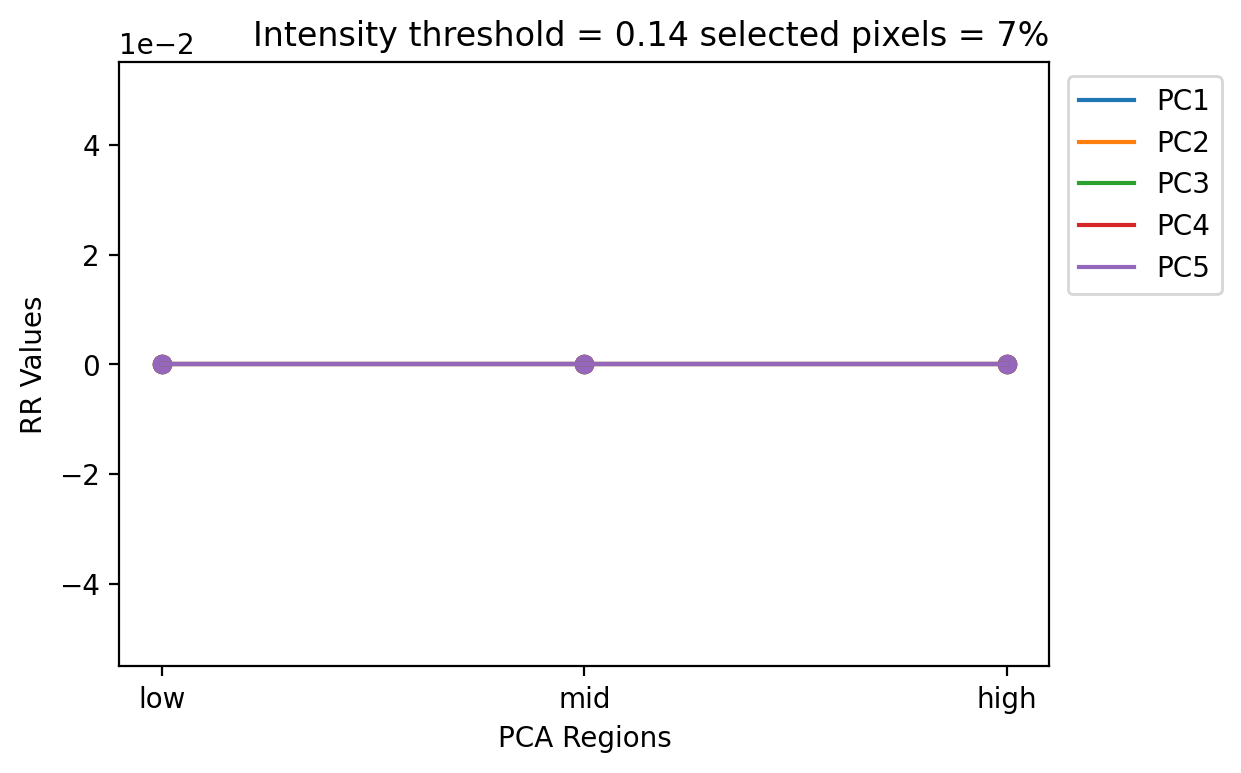 1e−2
Intensity threshold = 0.14 selected pixels = 7%
PC1
PC2
PC3
PC4
PC5
4
2
0
−2
−4
RR Values
low
mid
high
PCA Regions